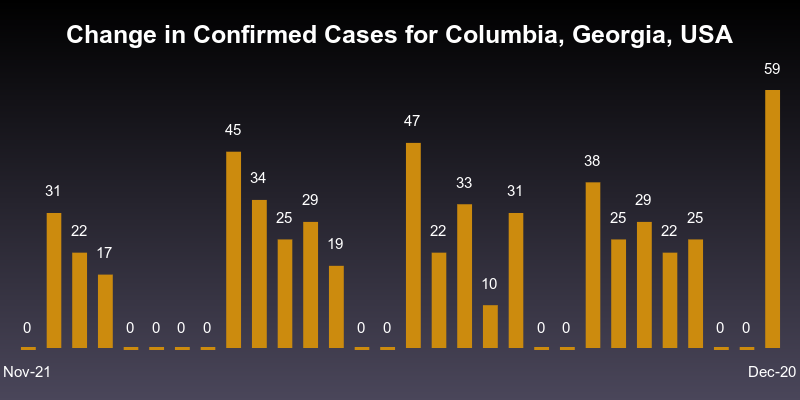 Change in Confirmed Cases for Columbia, Georgia, USA
0 31 22 17 0 0 0 0 45 34 25 29 19 0 0 47 22 33 10 31 0 0 38 25 29 22 25 0 0 59
Nov-21 Dec-20